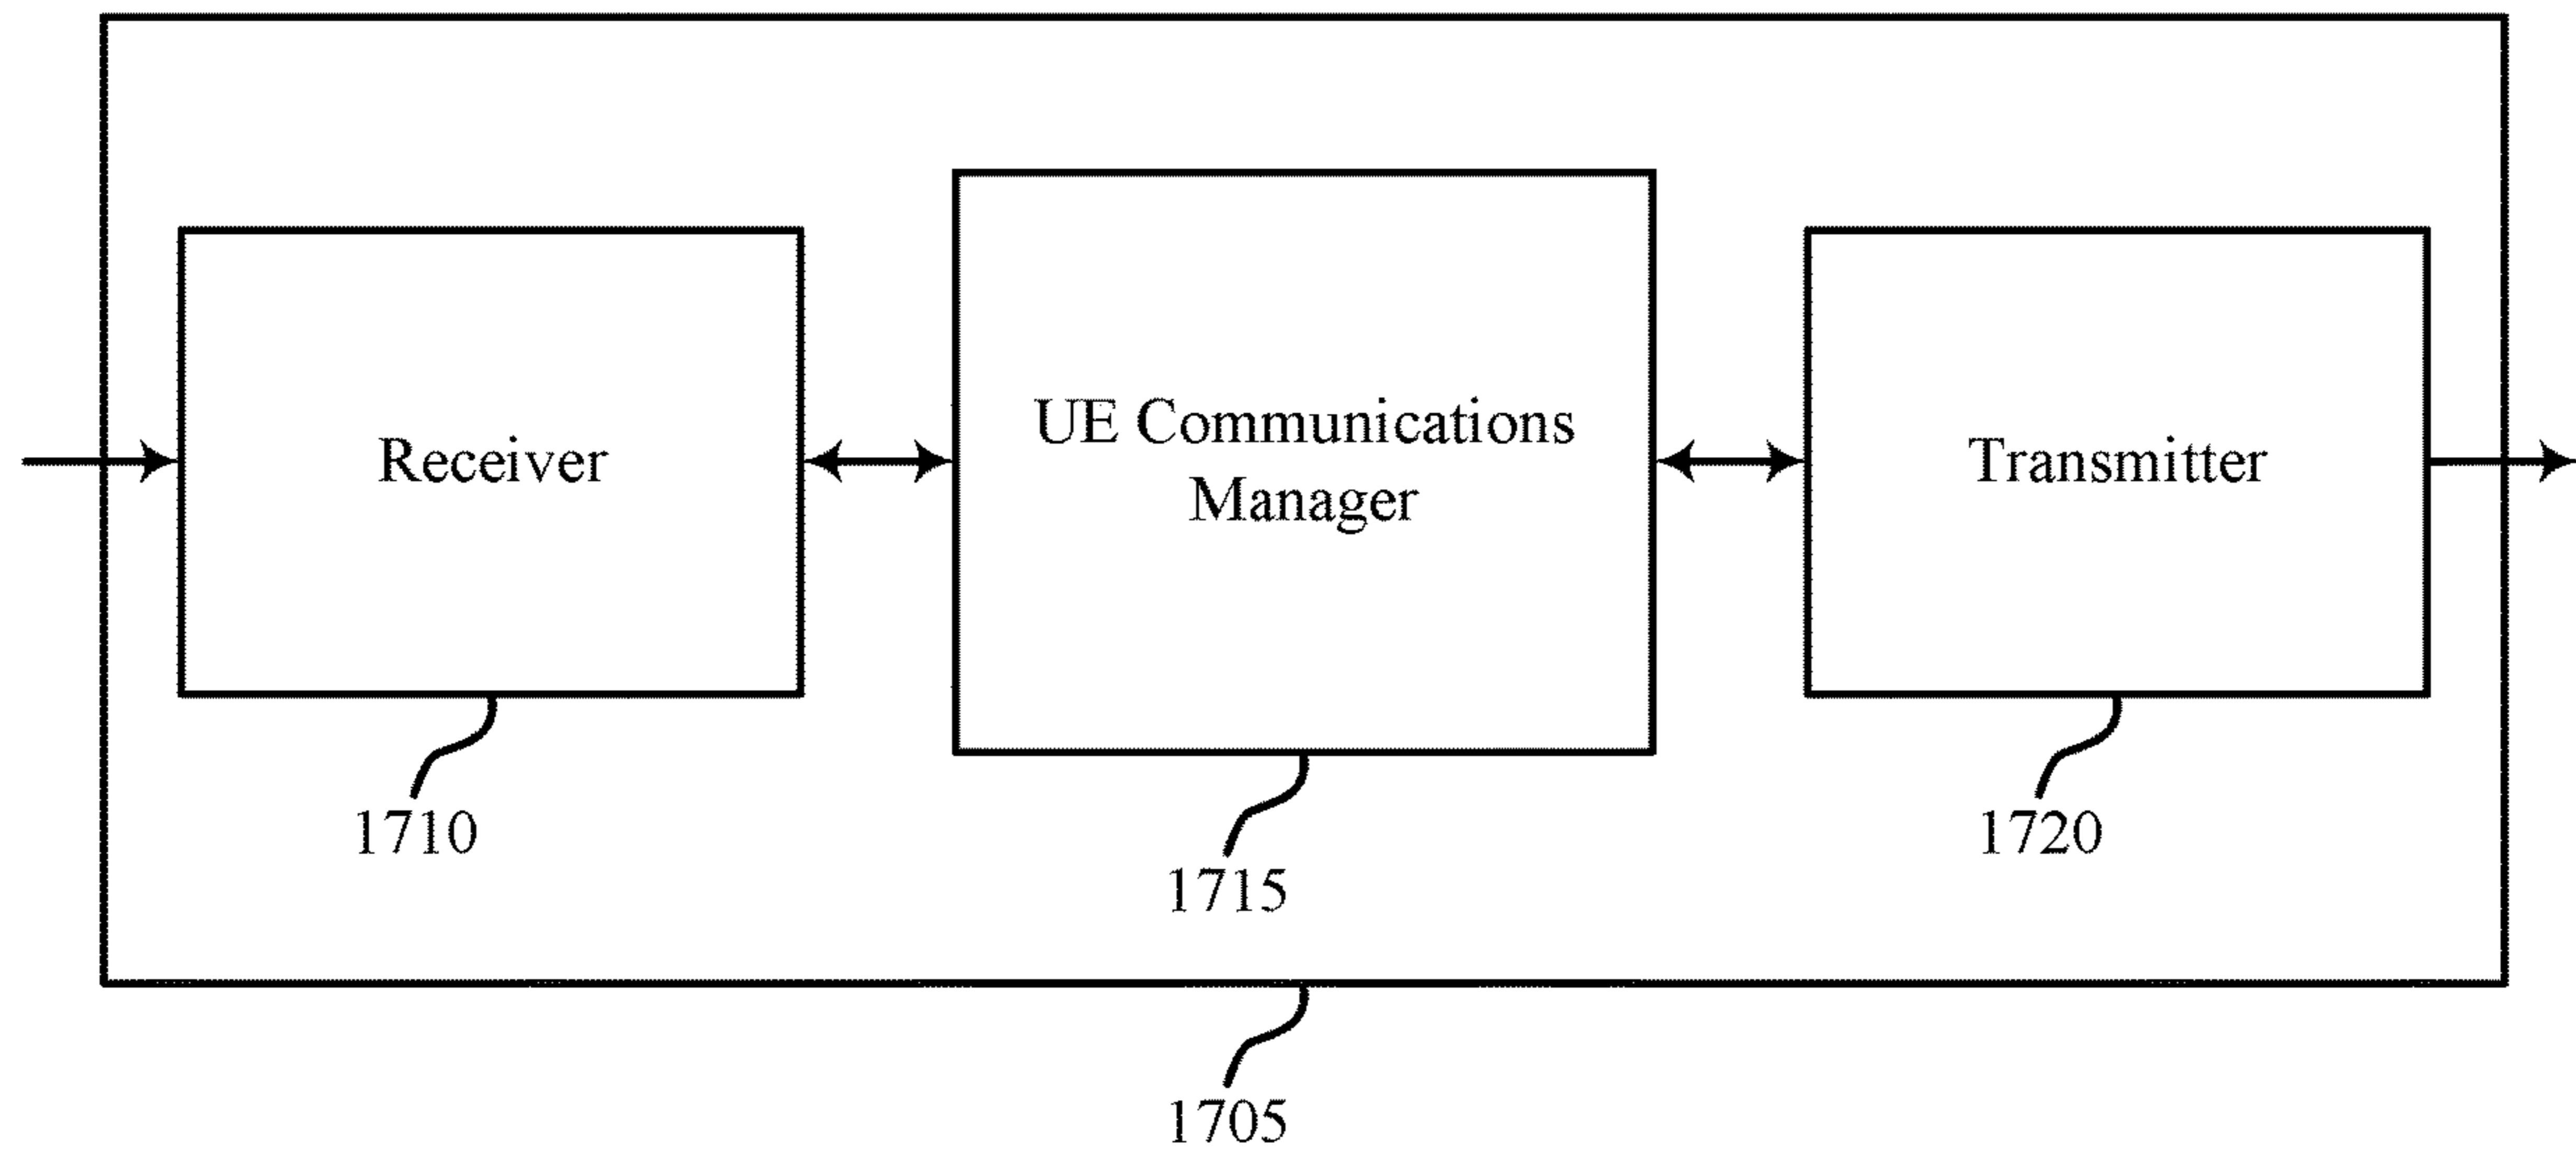 Receiver
UE Communications
Manager
Transmitter
1710
1715
1720
1705